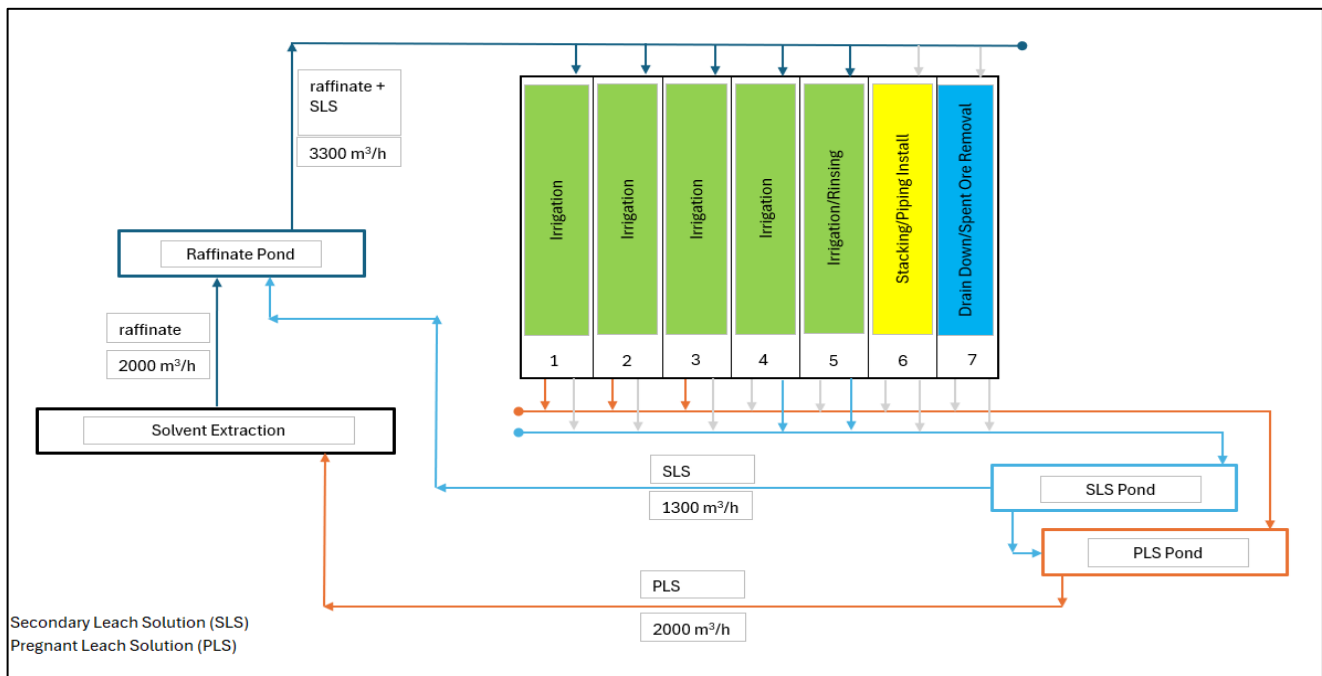 raffinate +
SLS
3300 m³/h
Irrigation
Irrigation
Irrigation
Irrigation
Irrigation/Rinsing
Stacking/Piping Install
Drain Down/Spent Ore Removal
Raffinate Pond
raffinate
2000 m³/h
1 2 3 4 5 6 7
Solvent Extraction
SLS
1300 m³/h
SLS Pond
PLS Pond
PLS
2000 m³/h
Secondary Leach Solution (SLS)
Pregnant Leach Solution (PLS)